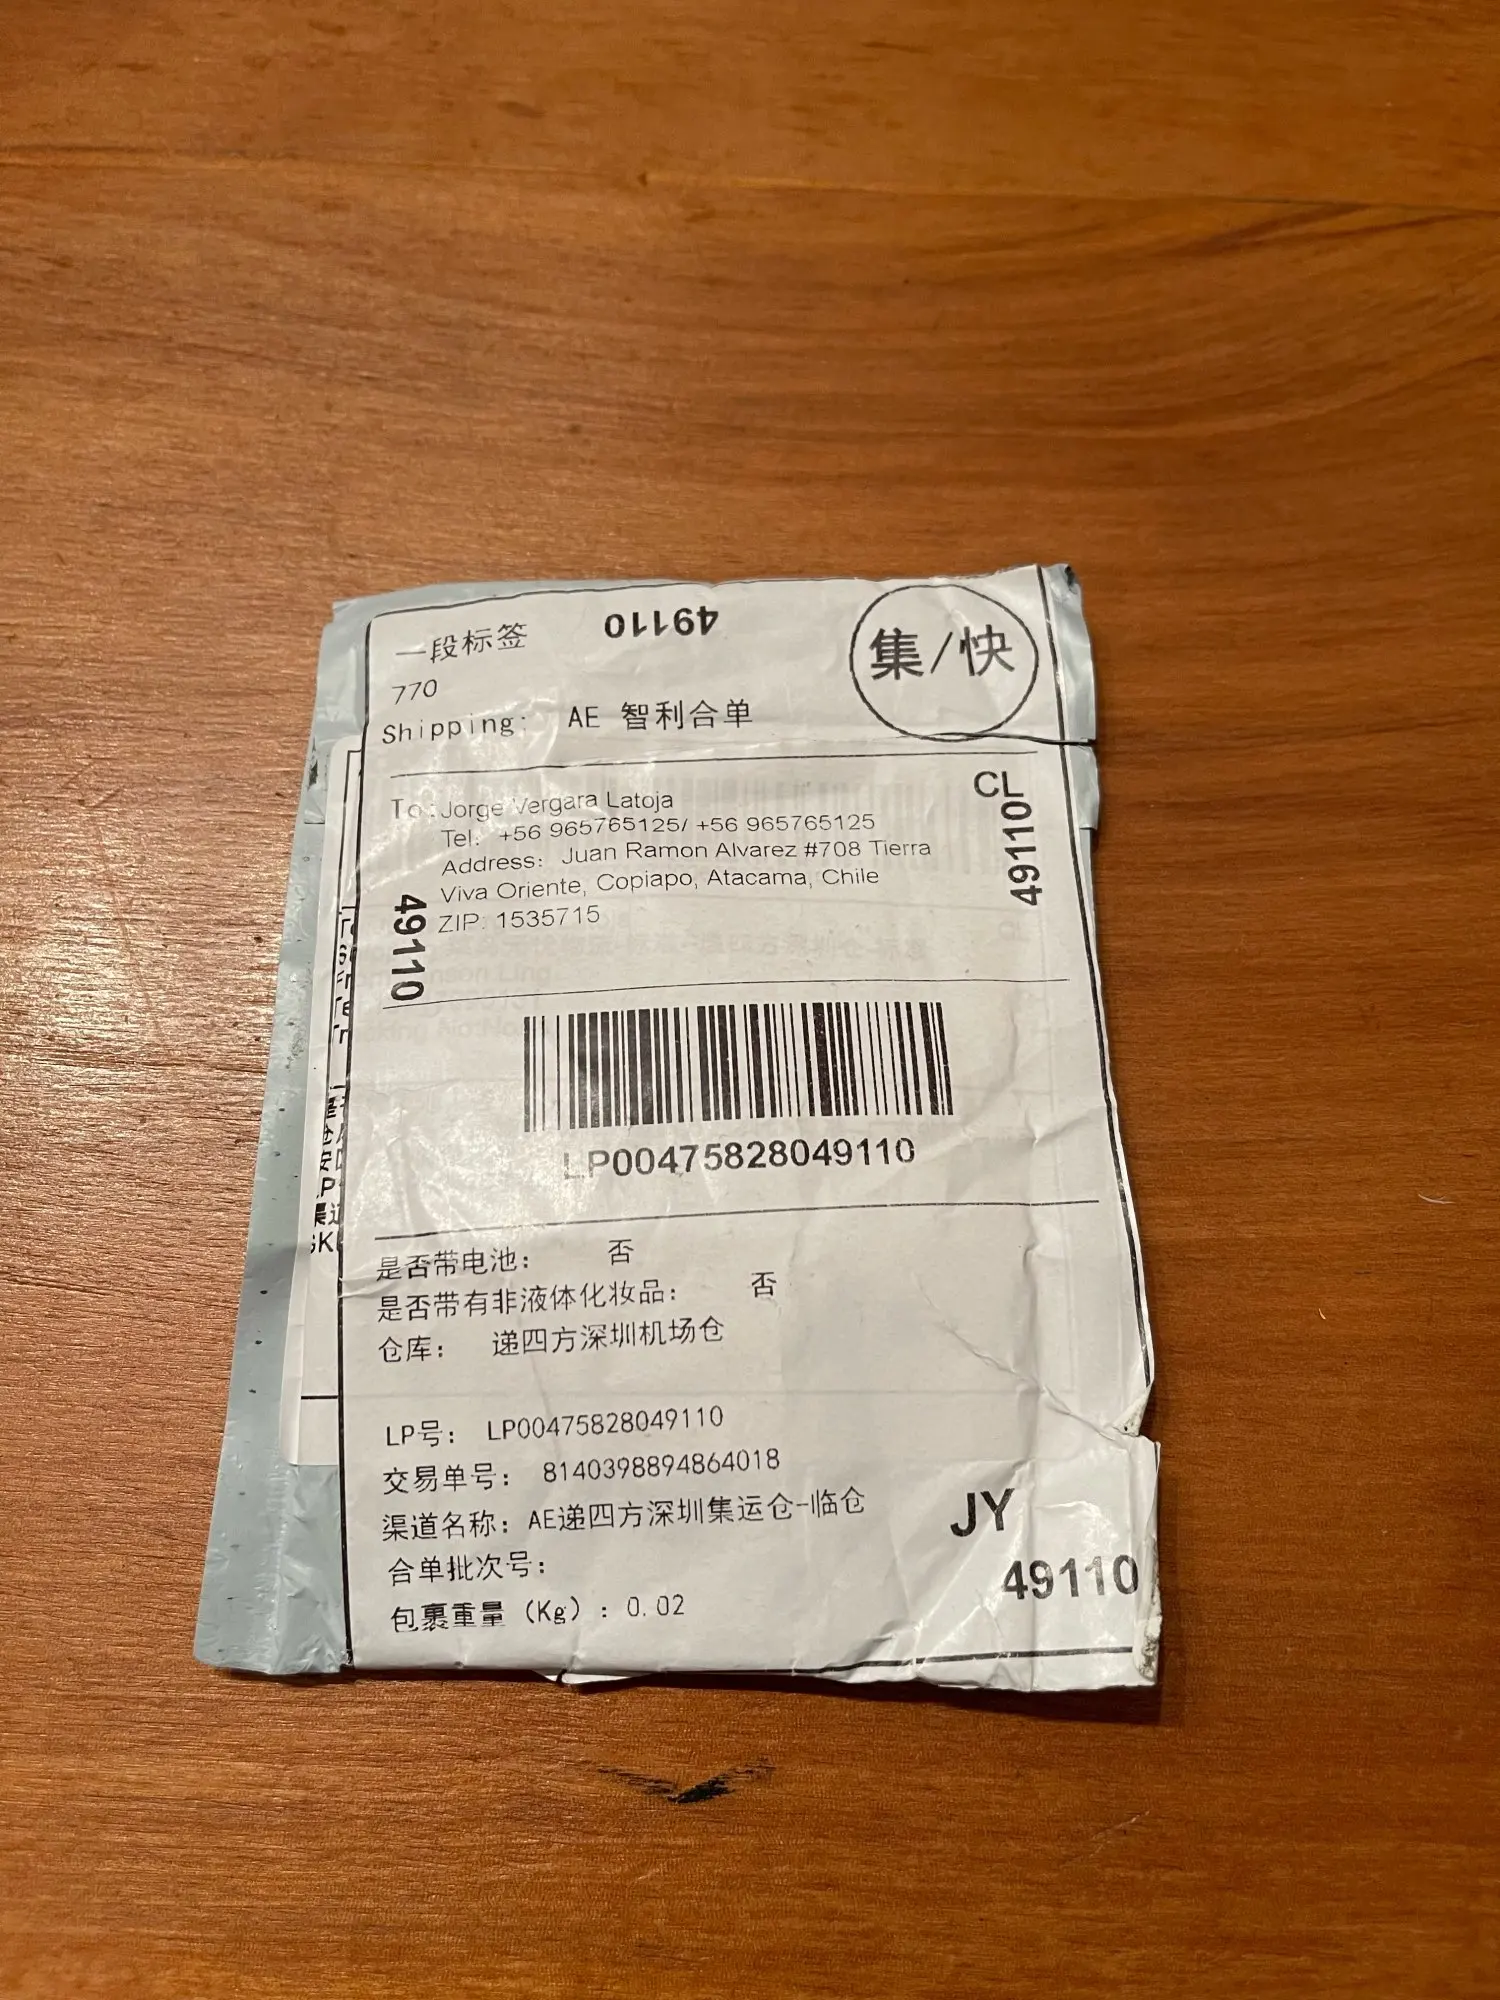 一段标签
49110
集/快
770
Shipping: AE 智利合单
To: Jorge Vergara Latoja
Tel: +56 965765125/ +56 965765125
Address: Juan Ramon Alvarez #708 Tierra
Viva Oriente, Copiapo, Atacama, Chile
ZIP: 1535715
CL
49110
49110
LP00475828049110
是否带电池： 否
是否带有非液体化妆品： 否
仓库： 递四方深圳机场仓
LP号： LP00475828049110
交易单号： 8140398894864018
渠道名称： AE递四方深圳集运仓-临仓
合单批次号：
包裹重量（Kg）：0.02
JY
49110